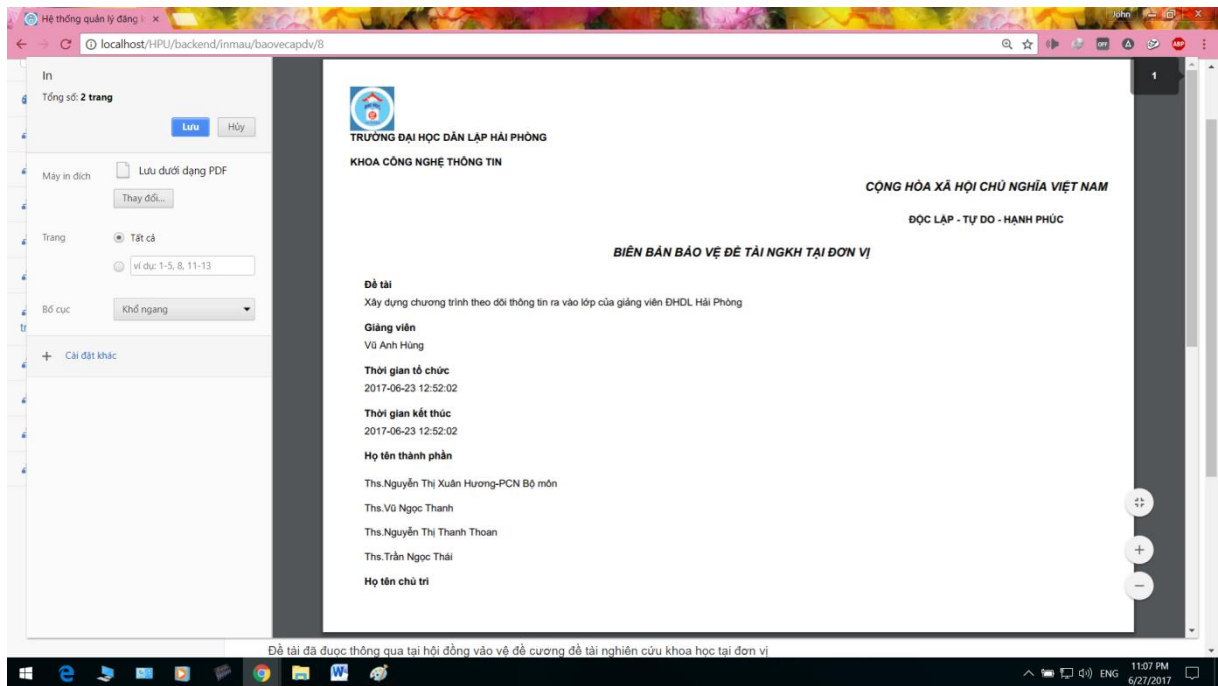 Hệ thống quản lý đăng
John
localhost/HPU/backend/inmau/baovecapdv/8
In
Tổng số: 2 trang
Lưu
Hủy
Máy in đích
Lưu dưới dạng PDF
Thay đổi...
Trang
Tất cả
ví dụ: 1-5, 8, 11-13
Bố cục
Khổ ngang
+ Cài đặt khác
1
TRƯỜNG ĐẠI HỌC DÂN LẬP HẢI PHÒNG
KHOA CÔNG NGHỆ THÔNG TIN
CỘNG HÒA XÃ HỘI CHỦ NGHĨA VIỆT NAM
ĐỘC LẬP - TỰ DO - HẠNH PHÚC
BIÊN BẢN BẢO VỆ ĐỀ TÀI NGKH TẠI ĐƠN VỊ
Đề tài
Xây dựng chương trình theo dõi thông tin ra vào lớp của giảng viên ĐHDL Hải Phòng
Giảng viên
Vũ Anh Hùng
Thời gian tổ chức
2017-06-23 12:52:02
Thời gian kết thúc
2017-06-23 12:52:02
Họ tên thành phần
Ths.Nguyễn Thị Xuân Hương-PCN Bộ môn
Ths.Vũ Ngọc Thanh
Ths.Nguyễn Thị Thanh Thoan
Ths.Trần Ngọc Thái
Họ tên chủ trì
Đề tài đã được thông qua tại hội đồng vảo vệ đề cương đề tài nghiên cứu khoa học tại đơn vị
ENG
11:07 PM
6/27/2017